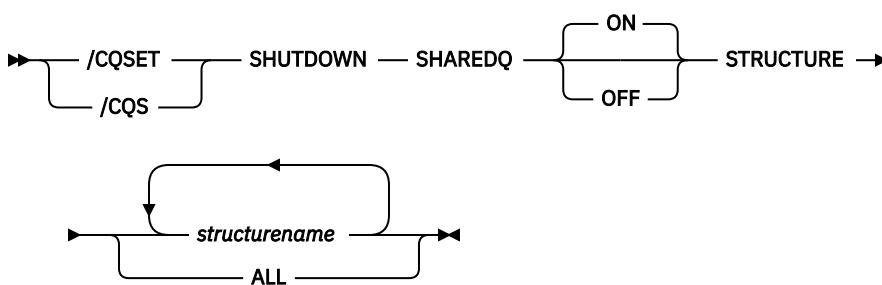 ON
/CQSET SHUTDOWN SHAREDQ STRUCTURE
/CQS OFF
structurename
ALL